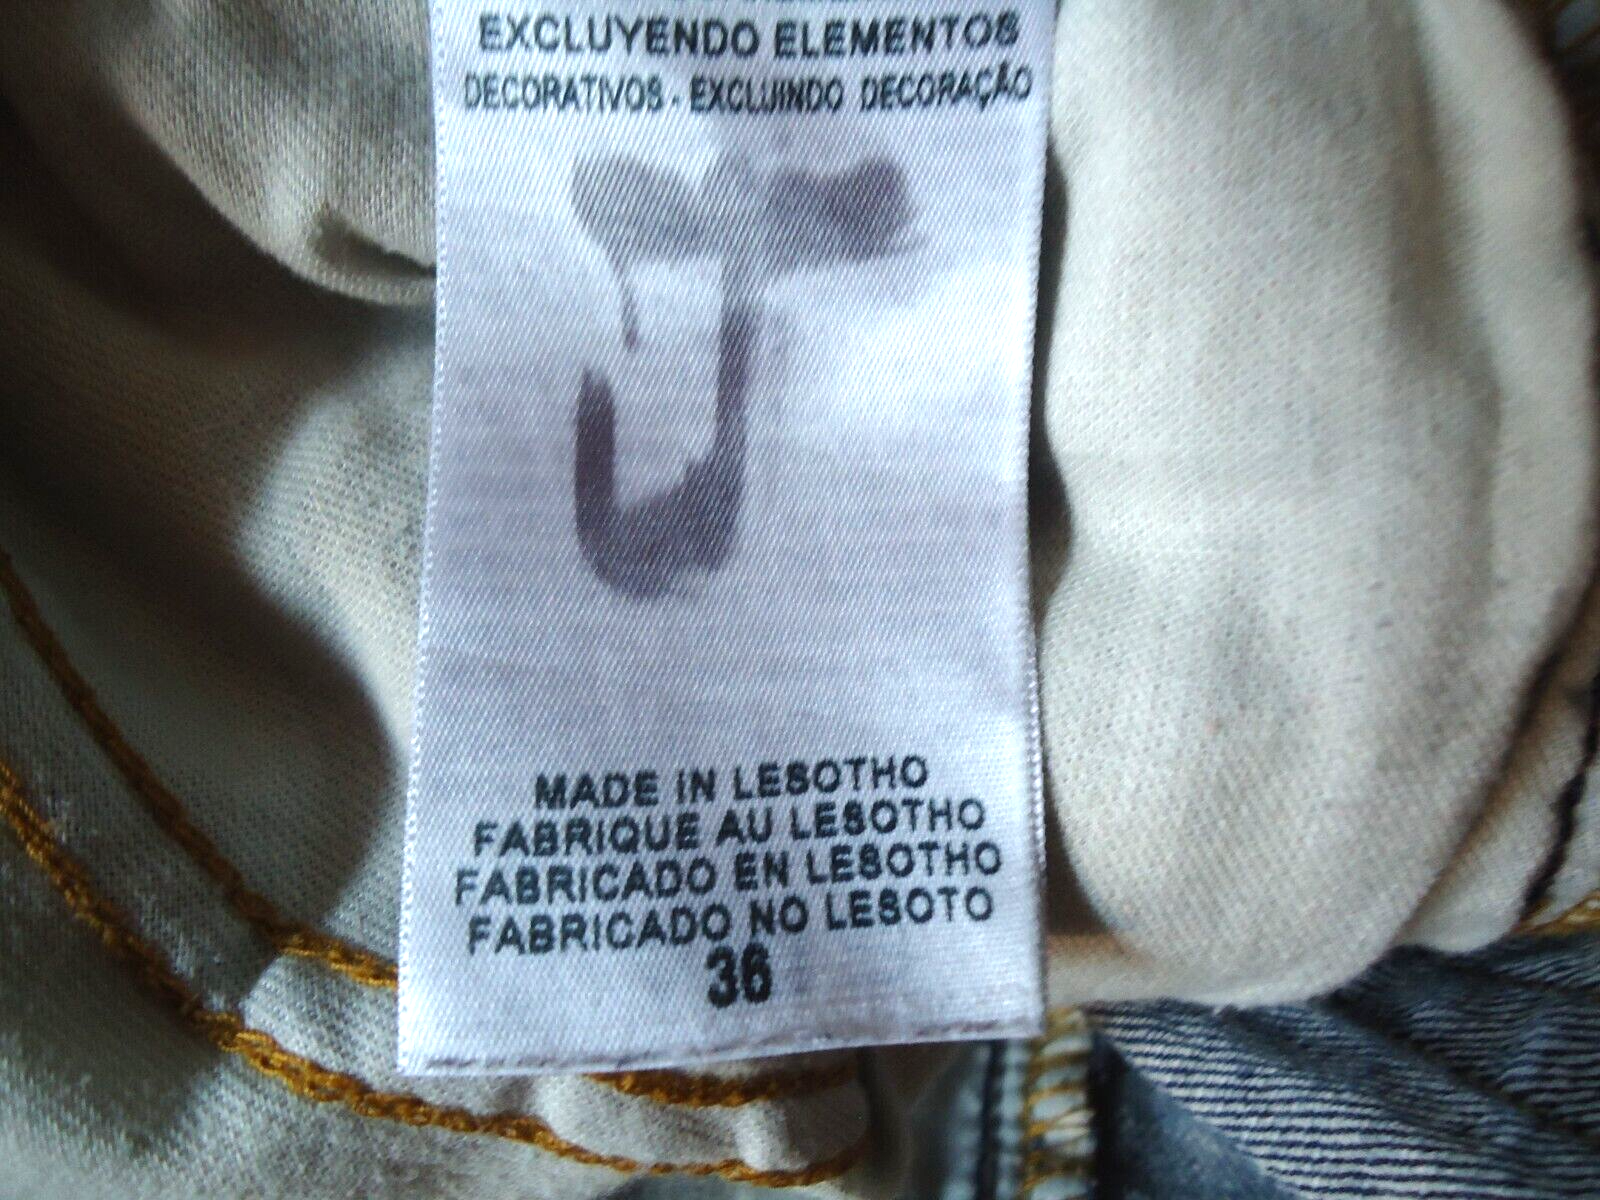 EXCLUYENDO ELEMENTOS
DECORATIVOS - EXCLUINDO DECORAÇÃO
MADE IN LESOTHO
FABRIQUE AU LESOTHO
FABRICADO EN LESOTHO
FABRICADO NO LESOTO
36